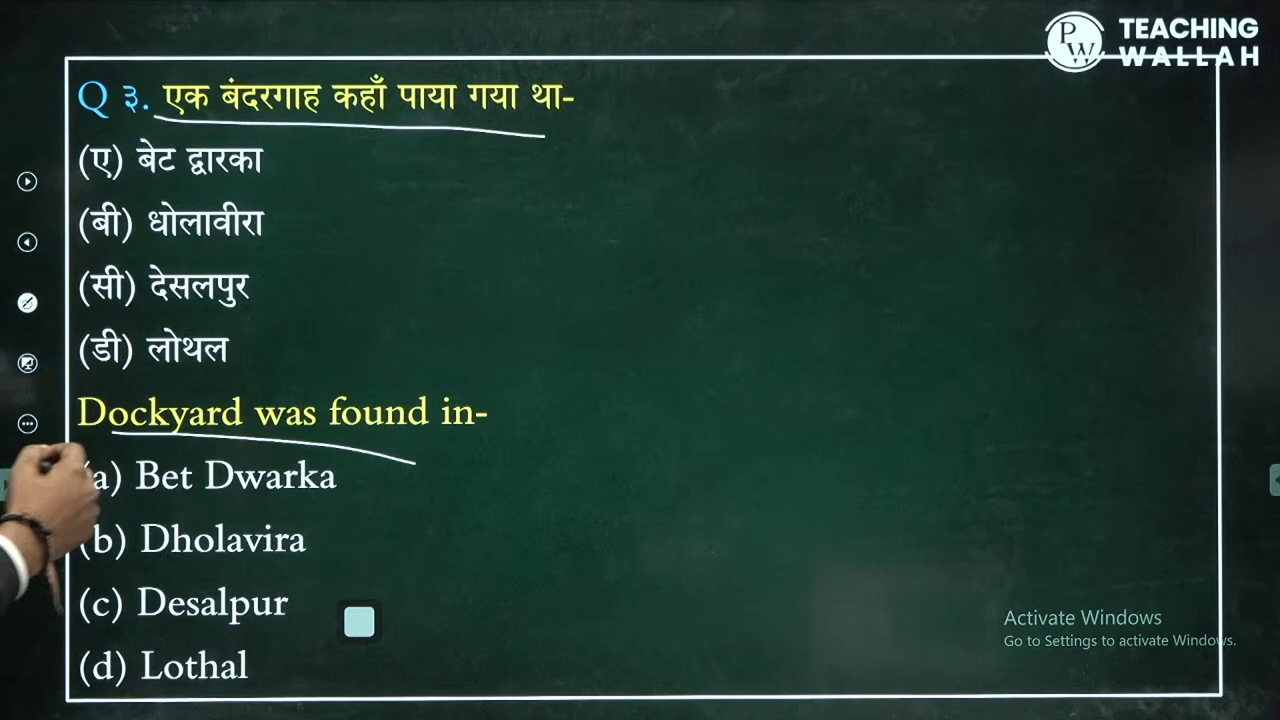 TEACHING
WALLAH
Q ३. एक बंदरगाह कहाँ पाया गया था-
(ए) बेट द्वारका
(बी) धोलावीरा
(सी) देसलपुर
(डी) लोथल
Dockyard was found in-
(a) Bet Dwarka
(b) Dholavira
(c) Desalpur
(d) Lothal
Activate Windows
Go to Settings to activate Windows.
PW